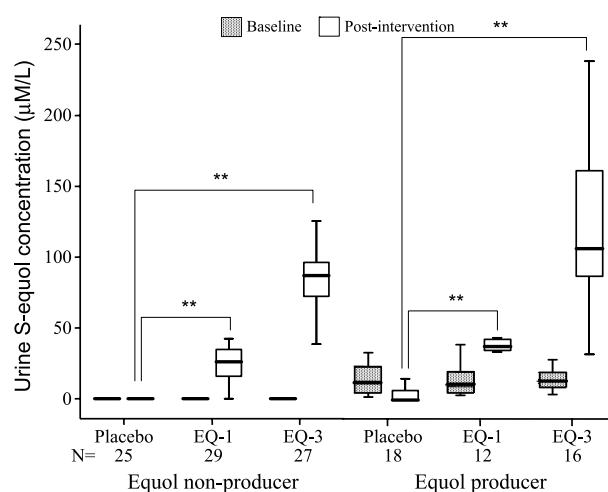 Baseline Post-intervention
Urine S-equol concentration (µM/L)
250
200
150
100
50
0
**
**
**
**
Placebo EQ-1 EQ-3 Placebo EQ-1 EQ-3
N= 25 29 27 18 12 16
Equol non-producer Equol producer